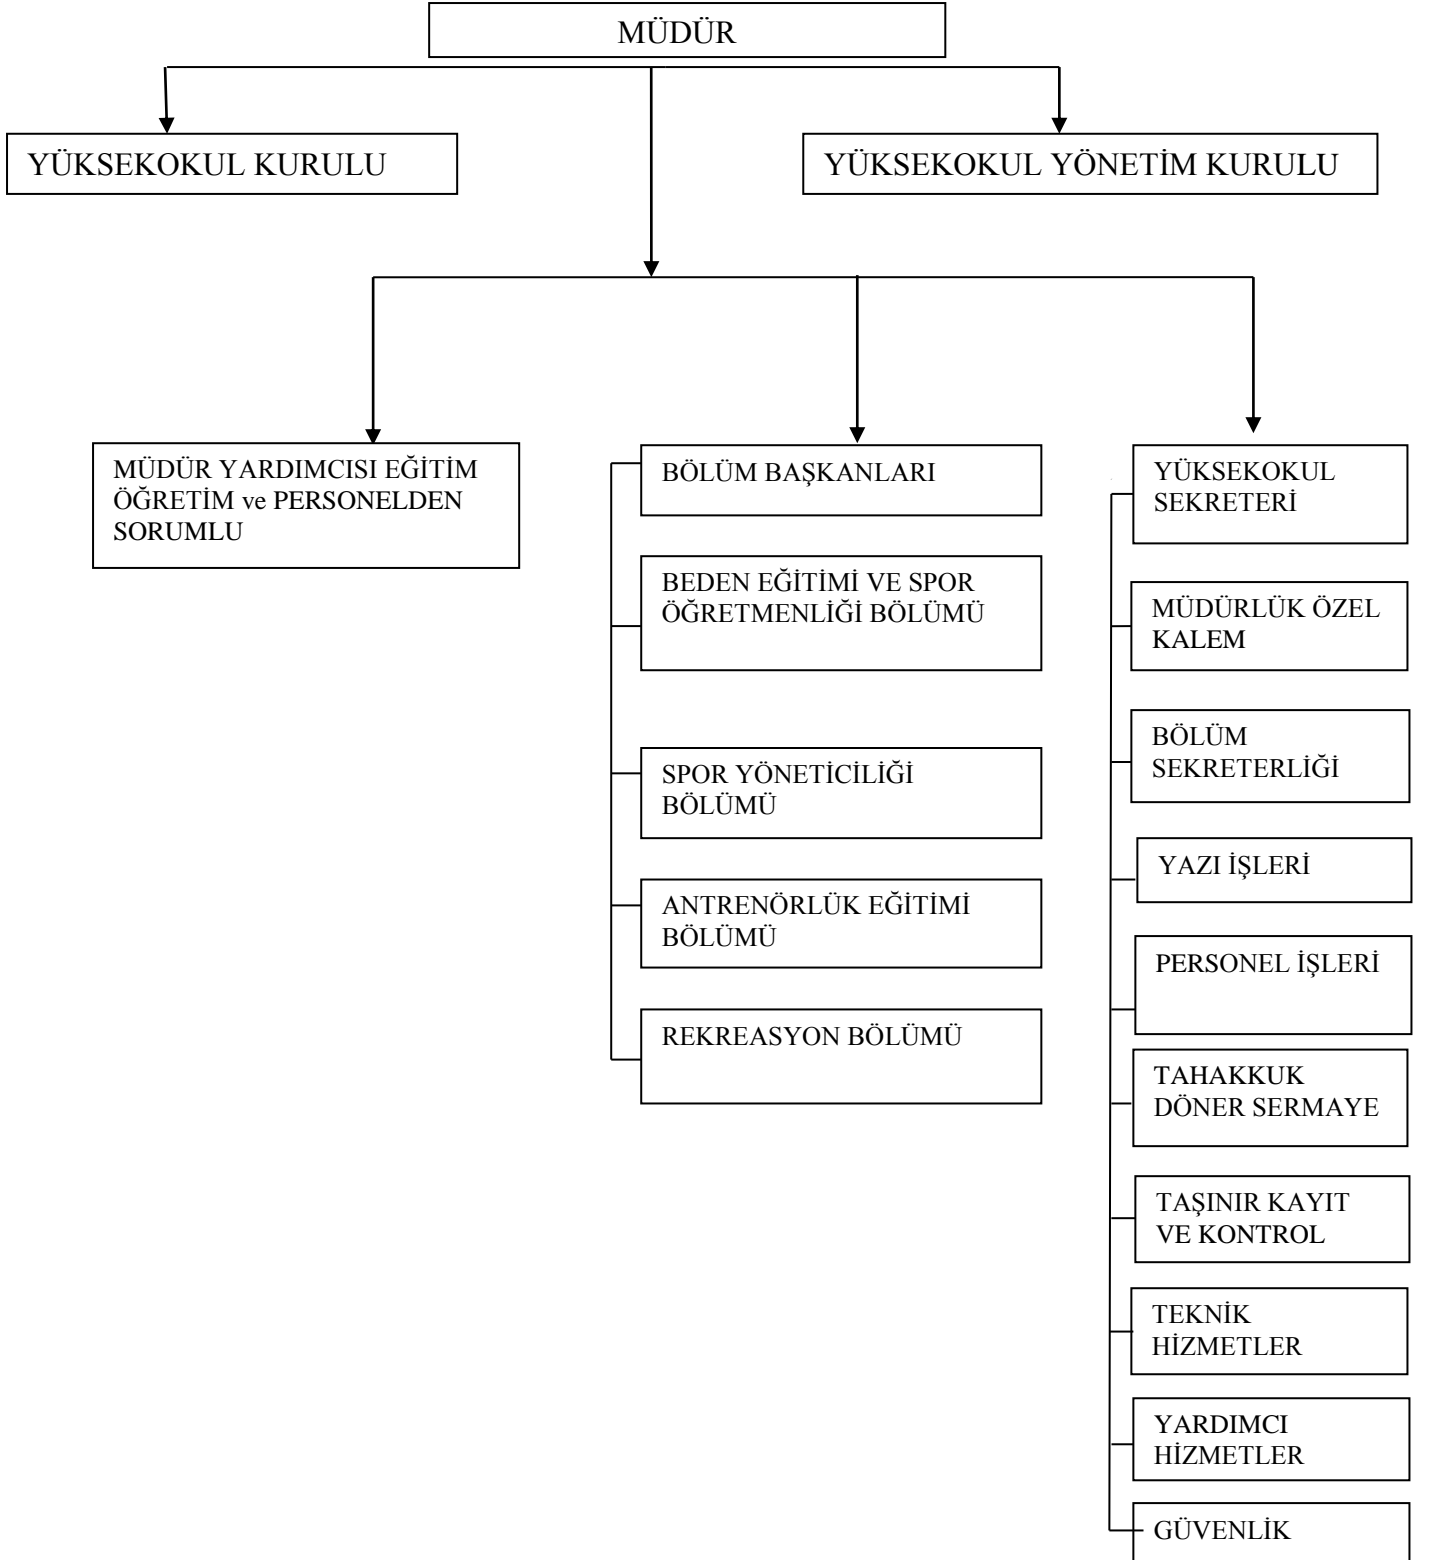 MÜDÜR
YÜKSEKOKUL KURULU
YÜKSEKOKUL YÖNETİM KURULU
MÜDÜR YARDIMCISI EĞİTİM
ÖĞRETİM ve PERSONELDEN
SORUMLU
BÖLÜM BAŞKANLARI
BEDEN EĞİTİMİ VE SPOR
ÖĞRETMENLİĞİ BÖLÜMÜ
SPOR YÖNETİCİLİĞİ
BÖLÜMÜ
ANTRENÖRLÜK EĞİTİMİ
BÖLÜMÜ
REKREASYON BÖLÜMÜ
YÜKSEKOKUL
SEKRETERİ
MÜDÜRLÜK ÖZEL
KALEM
BÖLÜM
SEKRETERLİĞİ
YAZI İŞLERİ
PERSONEL İŞLERİ
TAHAKKUK
DÖNER SERMAYE
TAŞINIR KAYIT
VE KONTROL
TEKNİK
HİZMETLER
YARDIMCI
HİZMETLER
GÜVENLİK